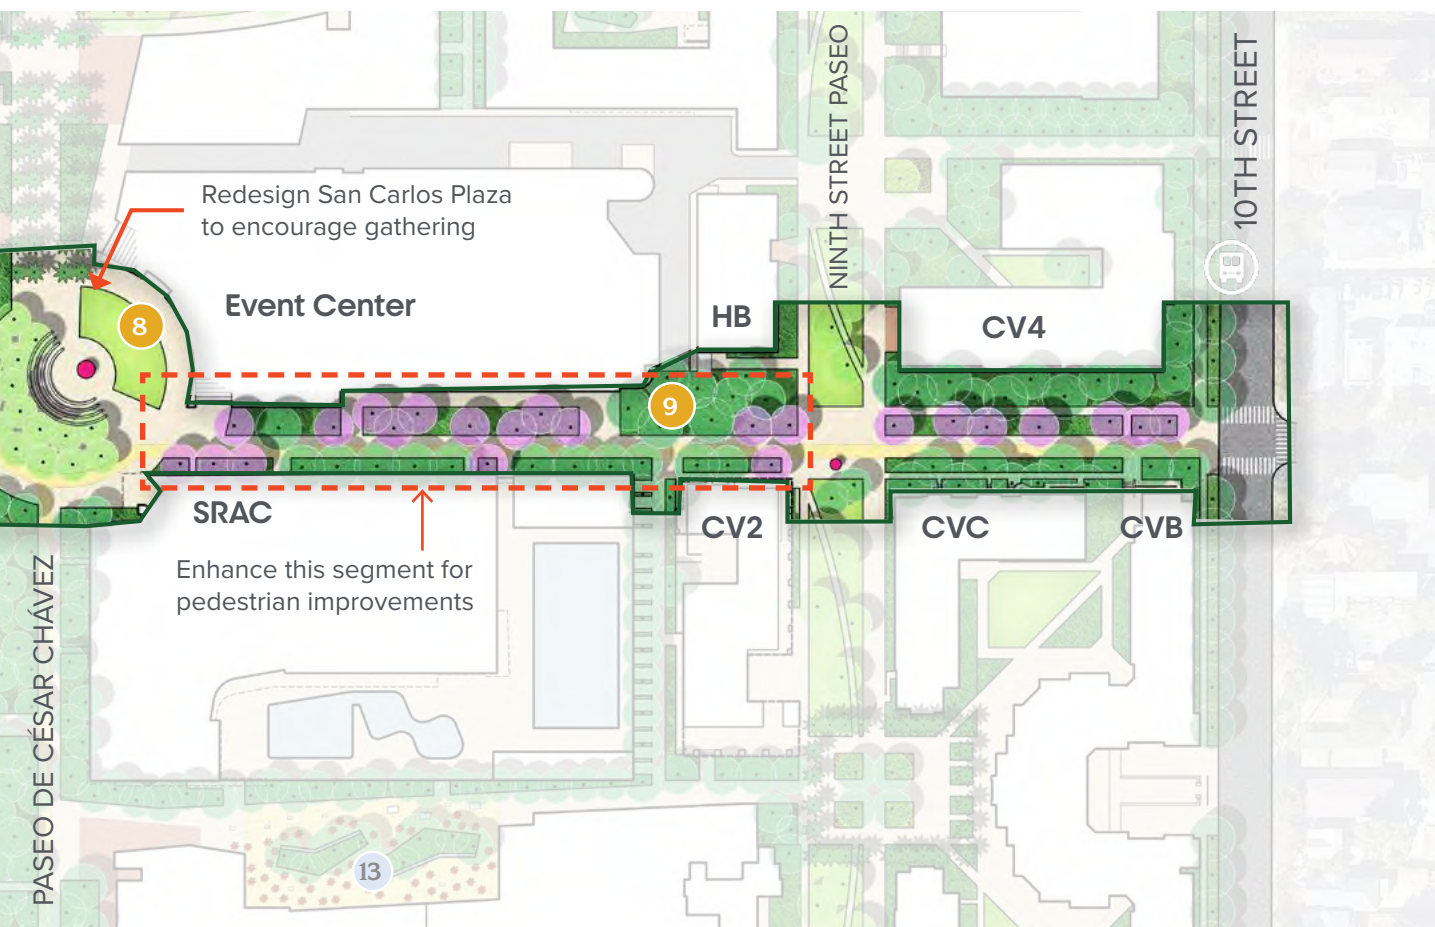 NINTH STREET PASEO
10TH STREET
Redesign San Carlos Plaza
to encourage gathering
Event Center
8
HB
CV4
9
SRAC
CV2
CVC
CVB
Enhance this segment for
pedestrian improvements
PASEO DE CÉSAR CHÁVEZ
13